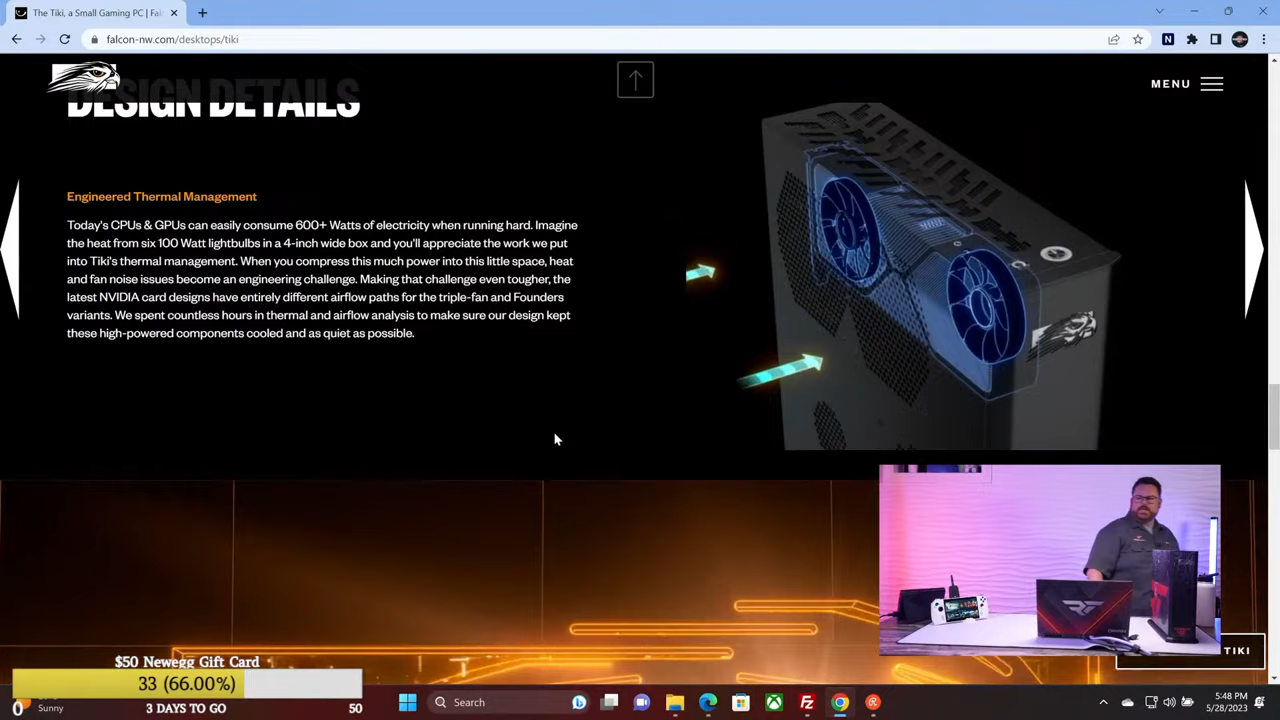 The Tiki, a Small Gaming PC | Fal
falcon-nw.com/desktops/tiki
N
MENU
DESIGN DETAILS
Engineered Thermal Management
Today's CPUs & GPUs can easily consume 600+ Watts of electricity when running hard. Imagine
the heat from six 100 Watt lightbulbs in a 4-inch wide box and you'll appreciate the work we put
into Tiki's thermal management. When you compress this much power into this little space, heat
and fan noise issues become an engineering challenge. Making that challenge even tougher, the
latest NVIDIA card designs have entirely different airflow paths for the triple-fan and Founders
variants. We spent countless hours in thermal and airflow analysis to make sure our design kept
these high-powered components cooled and as quiet as possible.
TIKI
$50 Newegg Gift Card
33 (66.00%)
0
3 DAYS TO GO
50
Sunny
Search
5:48 PM
5/28/2023